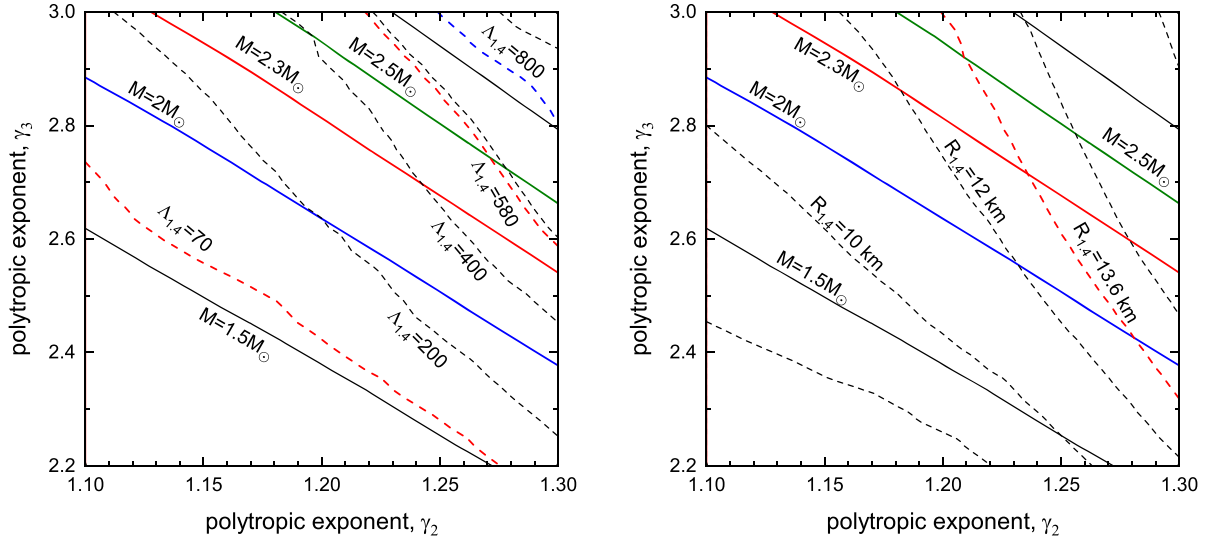 3.0
2.8
2.6
2.4
2.2
1.10
1.15
1.20
1.25
1.30
polytropic exponent, γ₃
polytropic exponent, γ₂
M=2M☉
M=2.3M☉
M=2.5M☉
Λ₁.₄=800
Λ₁.₄=580
Λ₁.₄=400
Λ₁.₄=70
Λ₁.₄=200
M=1.5M☉
3.0
2.8
2.6
2.4
2.2
1.10
1.15
1.20
1.25
1.30
polytropic exponent, γ₃
polytropic exponent, γ₂
M=2.3M☉
M=2M☉
M=2.5M☉
R₁.₄=12 km
R₁.₄=10 km
R₁.₄=13.6 km
M=1.5M☉